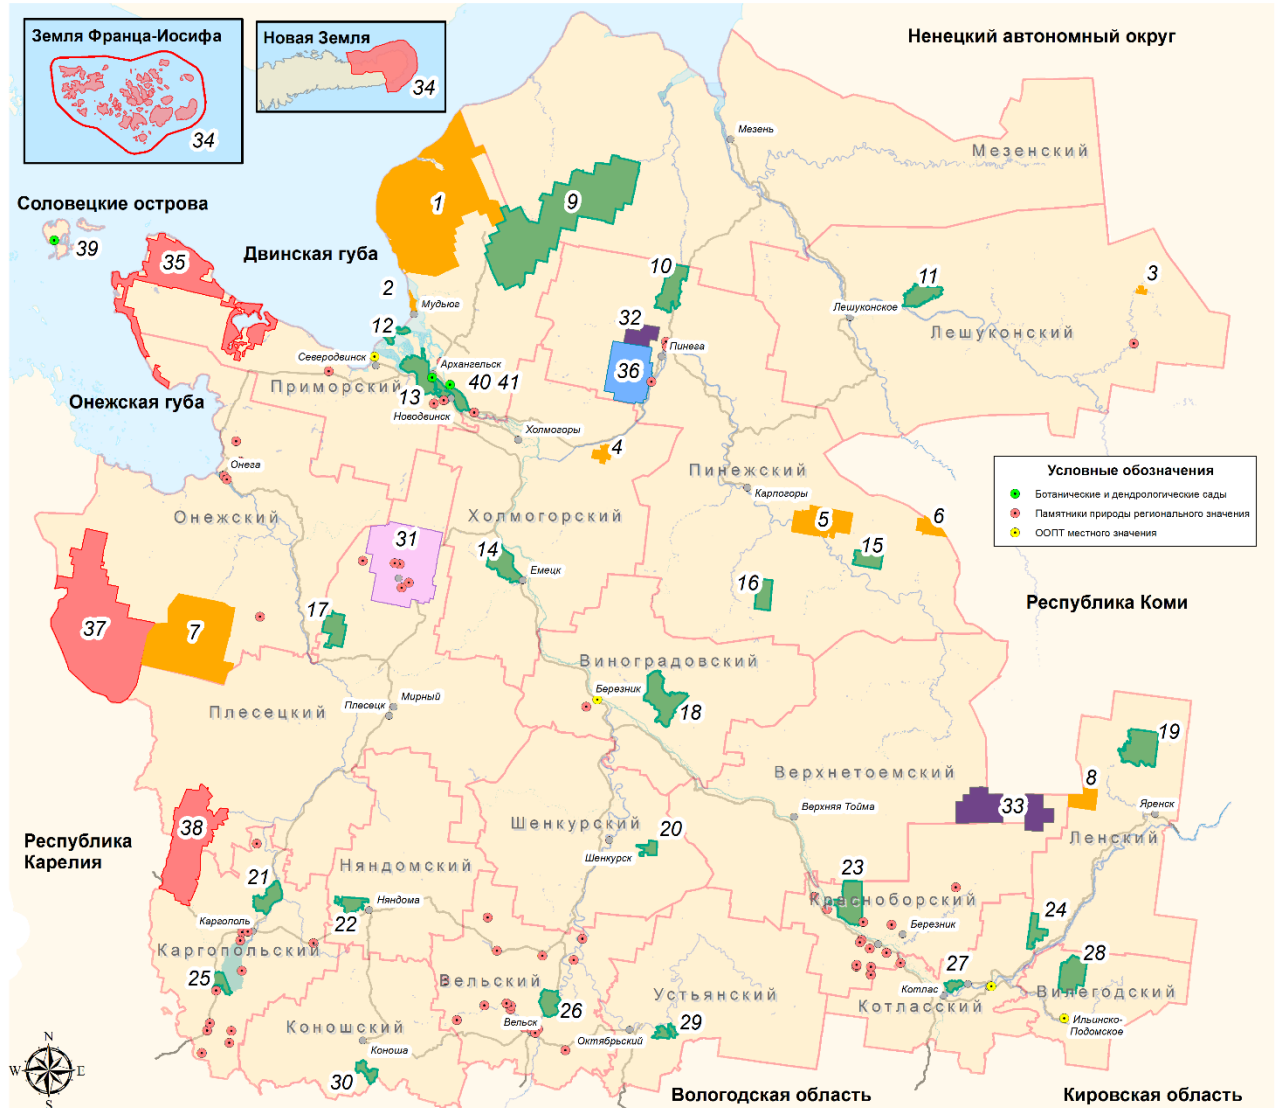 Земля Франца-Иосифа
34
Новая Земля
34
Ненецкий автономный округ
Мезень
Мезенский
Соловецкие острова
39
35
Двинская губа
1
9
10
11
3
2
Мудьюг
12
32
Лешуконское
Лешуконский
Северодвинск
Архангельск
Пинега
36
Приморский
13
40 41
Онежская губа
Новодвинск
Холмогоры
4
Онега
Пинежский
Карпогоры
Условные обозначения
Ботанические и дендрологические сады
Памятники природы регионального значения
ООПТ местного значения
Онежский
Холмогорский
5
6
31
14
15
Емецк
16
17
Республика Коми
37
7
Виноградовский
Березник
18
Мирный
Плесецк
Плесецкий
19
Верхнетоемский
8
33
Верхняя Тойма
Яренск
38
Шенкурский
20
Ленский
Республика
Карелия
Шенкурск
Няндомский
21
23
22
Няндома
Красноборский
Каргополь
24
Березник
Каргопольский
25
27
28
Вельский
Котлас
Устьянский
Вилегодский
Котласский
26
Вельск
29
Ильинско-
Подомское
Коношский
Октябрьский
Коноша
30
N
W
E
S
Вологодская область
Кировская область